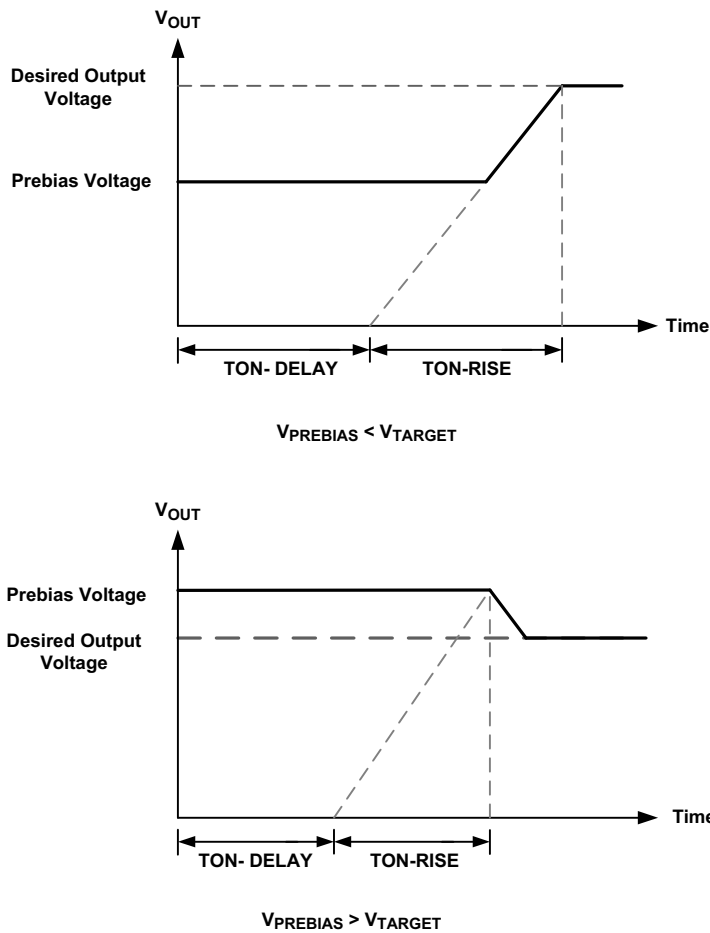 VOUT
Desired Output
Voltage
Prebias Voltage
Time
TON- DELAY
TON-RISE
VPREBIAS < VTARGET
VOUT
Prebias Voltage
Desired Output
Voltage
Time
TON- DELAY
TON-RISE
VPREBIAS > VTARGET